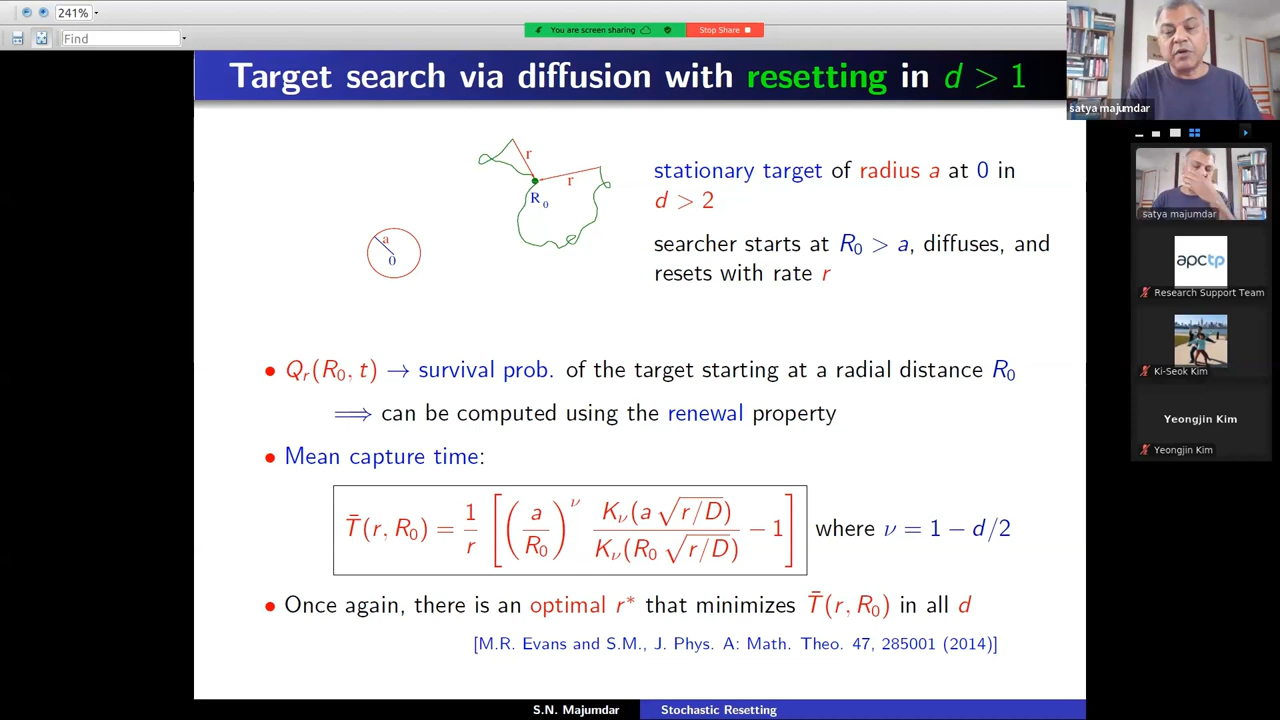 241%
Find
You are screen sharing
Stop Share
Target search via diffusion with resetting in d > 1
satya majumdar
r
r
R0
a
0
stationary target of radius a at 0 in
d > 2
searcher starts at R0 > a, diffuses, and
resets with rate r
• Qr(R0, t) → survival prob. of the target starting at a radial distance R0
⟹ can be computed using the renewal property
• Mean capture time:
T̄(r, R0) = 1/r [ (a/R0)^ν Kν(a √r/D) / Kν(R0 √r/D) − 1 ] where ν = 1 − d/2
• Once again, there is an optimal r* that minimizes T̄(r, R0) in all d
[M.R. Evans and S.M., J. Phys. A: Math. Theo. 47, 285001 (2014)]
S.N. Majumdar
Stochastic Resetting
satya majumdar
apctp
Research Support Team
Ki-Seok Kim
Yeongjin Kim
Yeongjin Kim